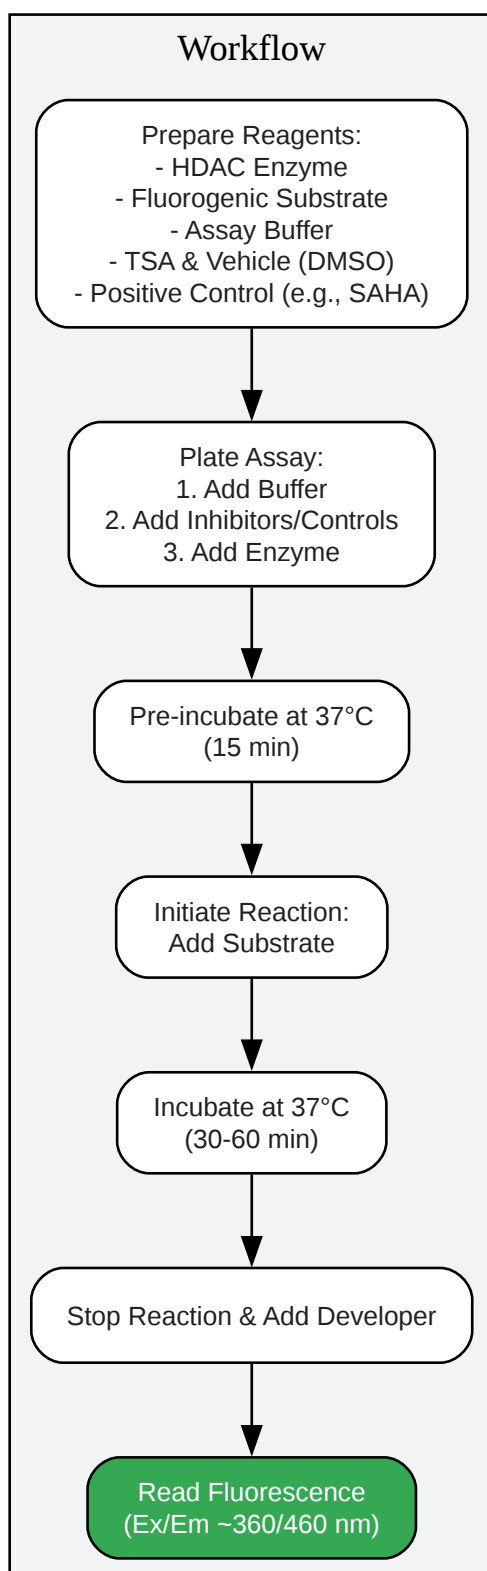 Workflow
Prepare Reagents:
- HDAC Enzyme
- Fluorogenic Substrate
- Assay Buffer
- TSA & Vehicle (DMSO)
- Positive Control (e.g., SAHA)
Plate Assay:
1. Add Buffer
2. Add Inhibitors/Controls
3. Add Enzyme
Pre-incubate at 37°C
(15 min)
Initiate Reaction:
Add Substrate
Incubate at 37°C
(30-60 min)
Stop Reaction & Add Developer
Read Fluorescence
(Ex/Em ~360/460 nm)